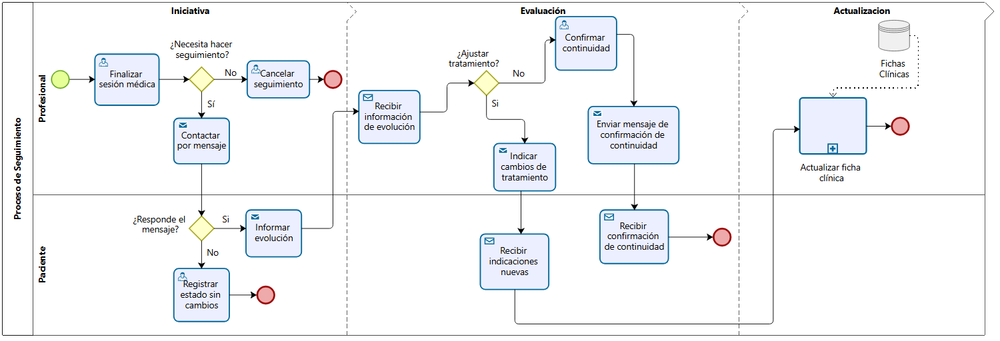 Iniciativa
Evaluación
Actualizacion
Proceso de Seguimiento
Profesional
Paciente
Finalizar
sesión médica
¿Necesita hacer
seguimiento?
No
Cancelar
seguimiento
Sí
Contactar
por mensaje
¿Responde el
mensaje?
Si
Informar
evolución
No
Registrar
estado sin
cambios
Recibir
información
de evolución
¿Ajustar
tratamiento?
No
Confirmar
continuidad
Si
Indicar
cambios de
tratamiento
Enviar mensaje de
confirmación de
continuidad
Recibir
indicaciones
nuevas
Recibir
confirmación
de continuidad
Fichas
Clínicas
Actualizar ficha
clínica